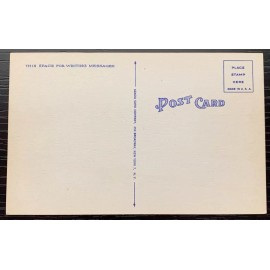 THIS SPACE FOR WRITING MESSAGES
POST CARD
PLACE
STAMP
HERE
MADE IN U. S. A.